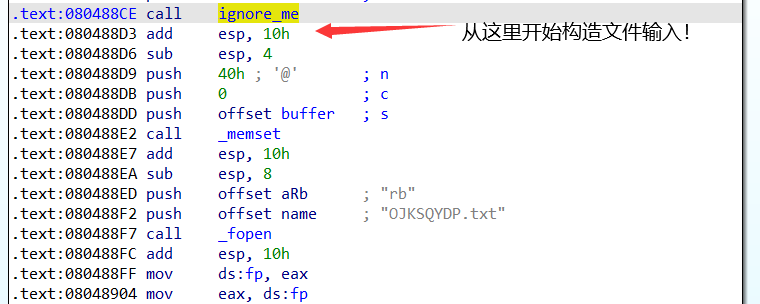 .text:080488CE call ignore_me
.text:080488D3 add esp, 10h
从这里开始构造文件输入！
.text:080488D6 sub esp, 4
.text:080488D9 push 40h ; '@' ; n
.text:080488DB push 0 ; c
.text:080488DD push offset buffer ; s
.text:080488E2 call _memset
.text:080488E7 add esp, 10h
.text:080488EA sub esp, 8
.text:080488ED push offset aRb ; "rb"
.text:080488F2 push offset name ; "OJKSQYDP.txt"
.text:080488F7 call _fopen
.text:080488FC add esp, 10h
.text:080488FF mov ds:fp, eax
.text:08048904 mov eax, ds:fp